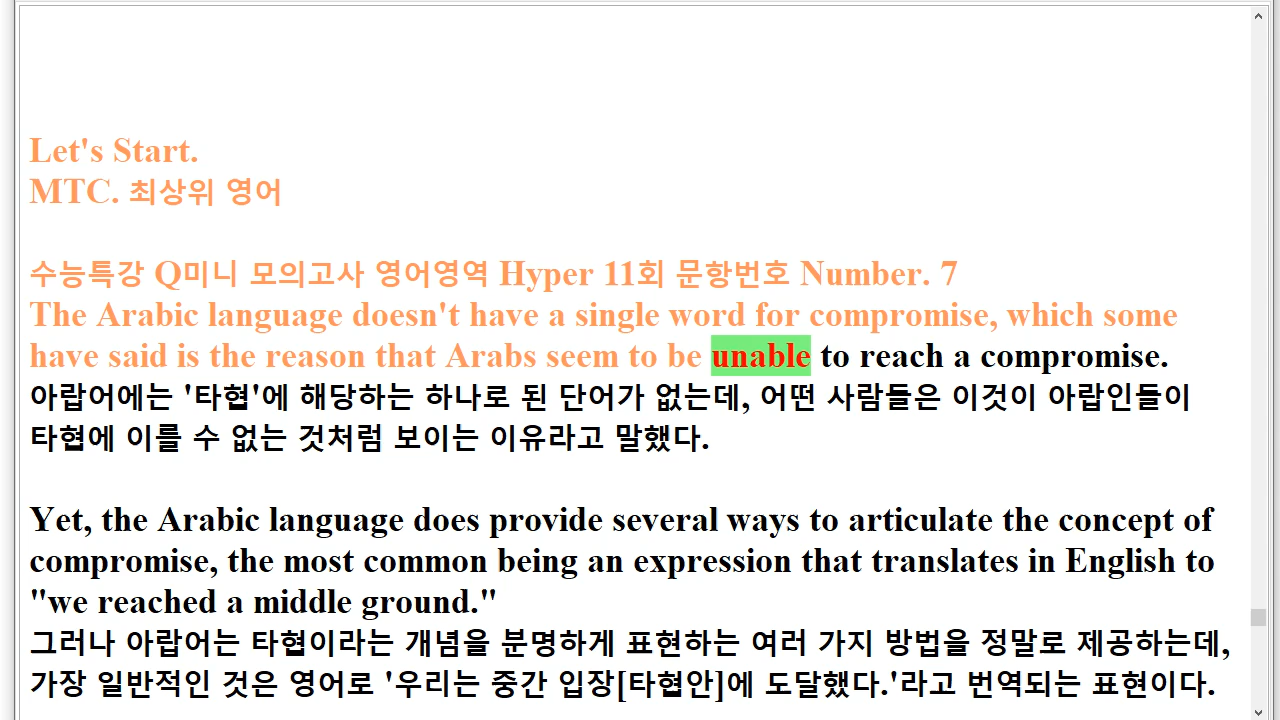 Let's Start.
MTC. 최상위 영어
수능특강 Q미니 모의고사 영어영역 Hyper 11회 문항번호 Number. 7
The Arabic language doesn't have a single word for compromise, which some
have said is the reason that Arabs seem to be unable to reach a compromise.
아랍어에는 '타협'에 해당하는 하나로 된 단어가 없는데, 어떤 사람들은 이것이 아랍인들이
타협에 이를 수 없는 것처럼 보이는 이유라고 말했다.
Yet, the Arabic language does provide several ways to articulate the concept of
compromise, the most common being an expression that translates in English to
"we reached a middle ground."
그러나 아랍어는 타협이라는 개념을 분명하게 표현하는 여러 가지 방법을 정말로 제공하는데,
가장 일반적인 것은 영어로 '우리는 중간 입장[타협안]에 도달했다.'라고 번역되는 표현이다.